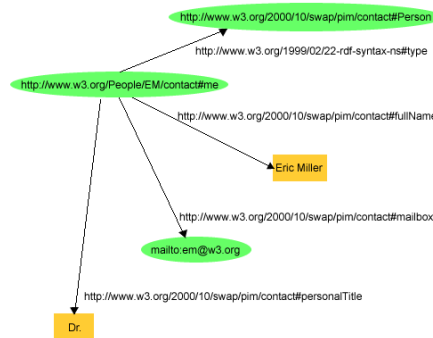 http://www.w3.org/2000/10/swap/pim/contact#Person
http://www.w3.org/1999/02/22-rdf-syntax-ns#type
http://www.w3.org/People/EM/contact#me
http://www.w3.org/2000/10/swap/pim/contact#fullName
Eric Miller
http://www.w3.org/2000/10/swap/pim/contact#mailbox
mailto:em@w3.org
http://www.w3.org/2000/10/swap/pim/contact#personalTitle
Dr.